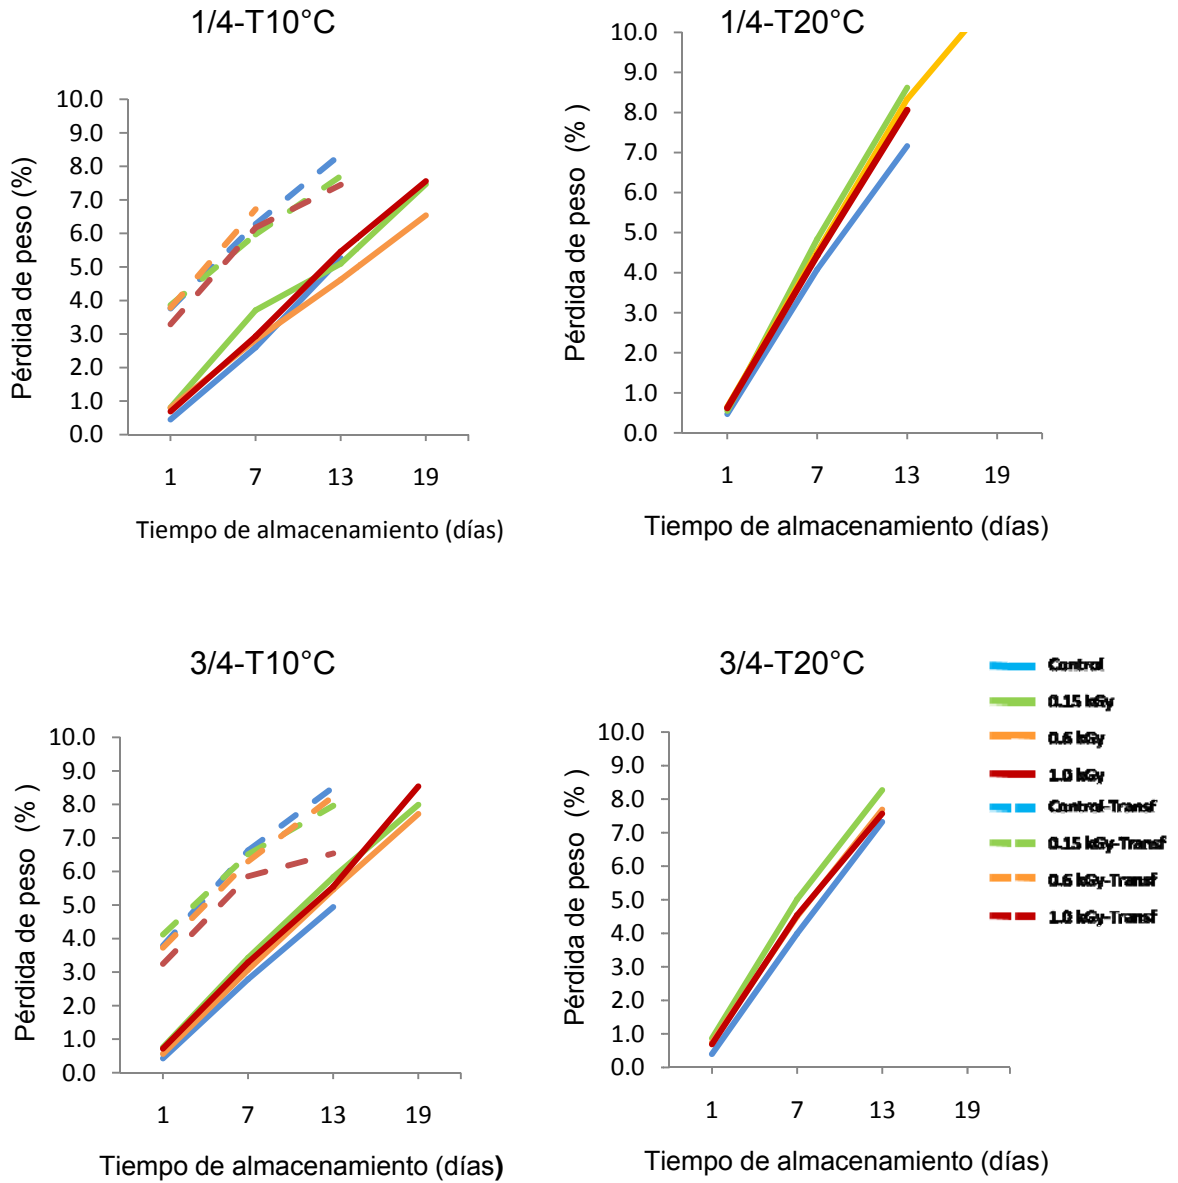 1/4-T10°C
Pérdida de peso (%)
10.0
9.0
8.0
7.0
6.0
5.0
4.0
3.0
2.0
1.0
0.0
1 7 13 19
Tiempo de almacenamiento (días)
1/4-T20°C
Pérdida de peso (% )
10.0
9.0
8.0
7.0
6.0
5.0
4.0
3.0
2.0
1.0
0.0
1 7 13 19
Tiempo de almacenamiento (días)
3/4-T10°C
Pérdida de peso (% )
10.0
9.0
8.0
7.0
6.0
5.0
4.0
3.0
2.0
1.0
0.0
1 7 13 19
Tiempo de almacenamiento (días)
3/4-T20°C
Pérdida de peso (% )
10.0
9.0
8.0
7.0
6.0
5.0
4.0
3.0
2.0
1.0
0.0
1 7 13 19
Tiempo de almacenamiento (días)
Control
0.15 kGy
0.6 kGy
1.0 kGy
Control-Transf
0.15 kGy-Transf
0.6 kGy-Transf
1.0 kGy-Transf